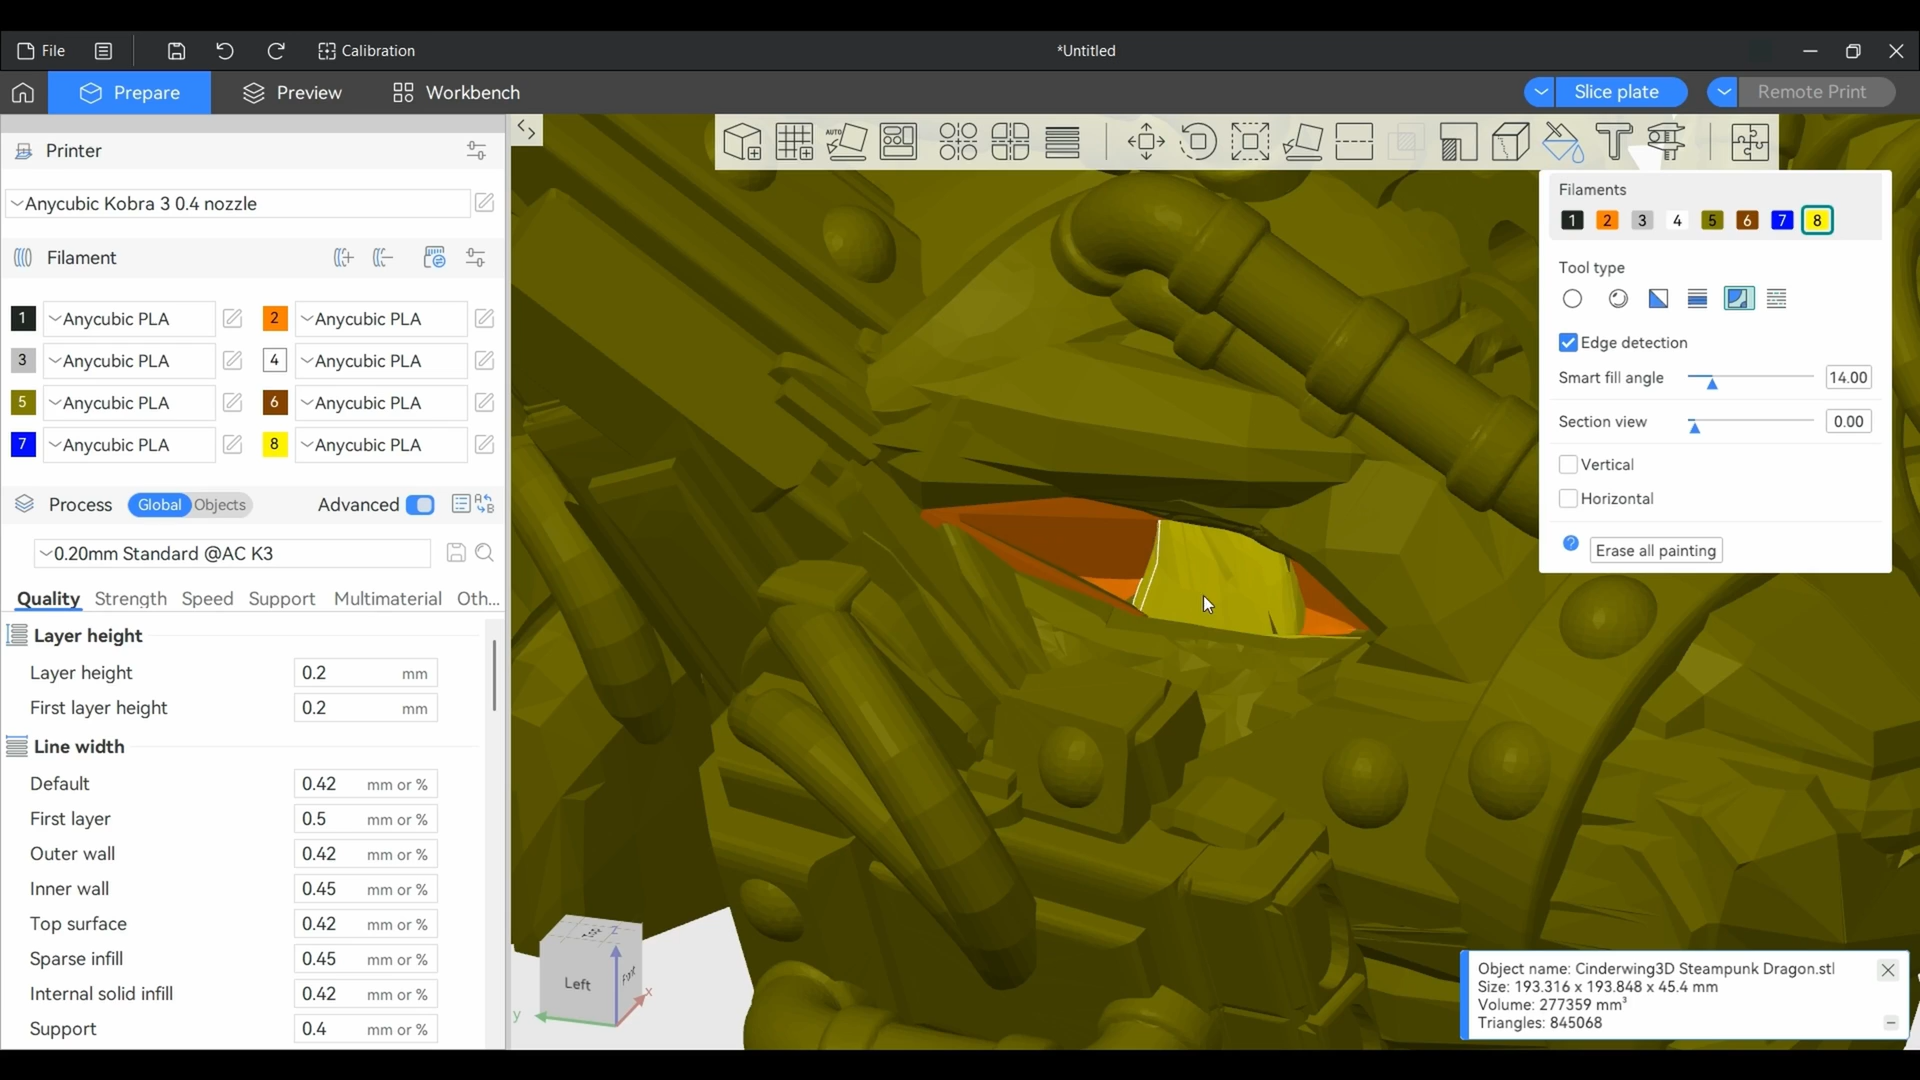 File
Calibration
*Untitled
Prepare
Preview
Workbench
Slice plate
Remote Print
Printer
Anycubic Kobra 3 0.4 nozzle
Filament
1 Anycubic PLA
2 Anycubic PLA
3 Anycubic PLA
4 Anycubic PLA
5 Anycubic PLA
6 Anycubic PLA
7 Anycubic PLA
8 Anycubic PLA
Process Global Objects Advanced
0.20mm Standard @AC K3
Quality Strength Speed Support Multimaterial Oth...
Layer height
Layer height 0.2 mm
First layer height 0.2 mm
Line width
Default 0.42 mm or %
First layer 0.5 mm or %
Outer wall 0.42 mm or %
Inner wall 0.45 mm or %
Top surface 0.42 mm or %
Sparse infill 0.45 mm or %
Internal solid infill 0.42 mm or %
Support 0.4 mm or %
AUTO
Filaments
1 2 3 4 5 6 7 8
Tool type
Edge detection
Smart fill angle 14.00
Section view 0.00
Vertical
Horizontal
? Erase all painting
Left
Front
z
x
y
Object name: Cinderwing3D Steampunk Dragon.stl
Size: 193.316 x 193.848 x 45.4 mm
Volume: 277359 mm³
Triangles: 845068